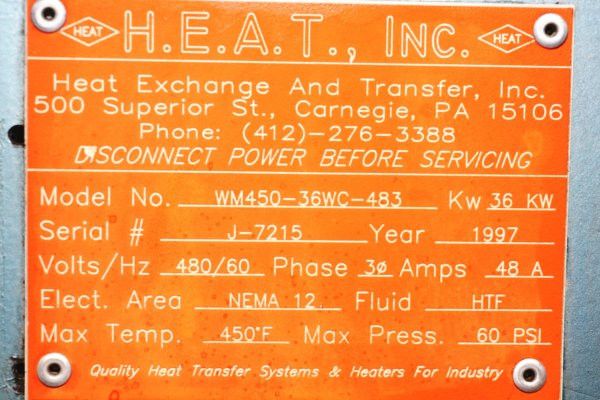 HEAT H.E.A.T., INC. HEAT
Heat Exchange And Transfer, Inc.
500 Superior St., Carnegie, PA 15106
Phone: (412)-276-3388
DISCONNECT POWER BEFORE SERVICING
Model No. WM450-36WC-483 Kw 36 KW
Serial # J-7215 Year 1997
Volts/Hz 480/60 Phase 3Ø Amps 48 A
Elect. Area NEMA 12 Fluid HTF
Max Temp. 450°F Max Press. 60 PSI
Quality Heat Transfer Systems & Heaters For Industry